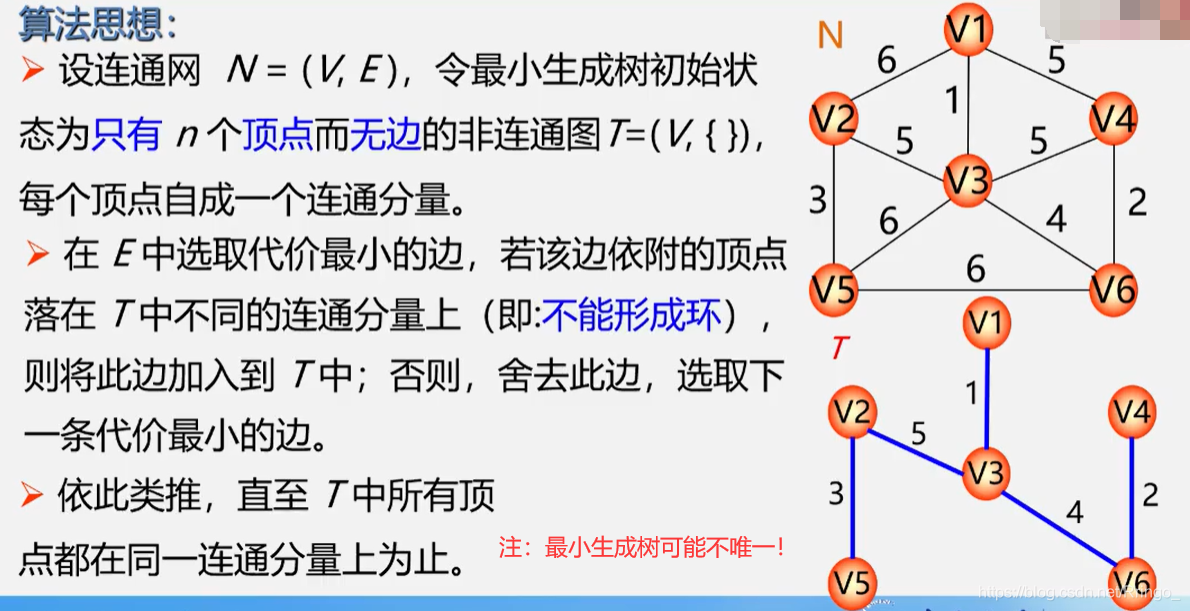 算法思想：
➢ 设连通网 N = (V, E )，令最小生成树初始状
态为只有 n 个顶点而无边的非连通图T=(V, { })，
每个顶点自成一个连通分量。
➢ 在 E 中选取代价最小的边，若该边依附的顶点
落在 T 中不同的连通分量上（即:不能形成环），
则将此边加入到 T 中；否则，舍去此边，选取下
一条代价最小的边。
➢ 依此类推，直至 T 中所有顶
点都在同一连通分量上为止。
注：最小生成树可能不唯一！
N
V1
6
5
1
V2
V4
5
5
V3
3
2
6
4
V5
6
V6
T
V1
1
V2
V4
5
V3
3
4
2
V5
V6